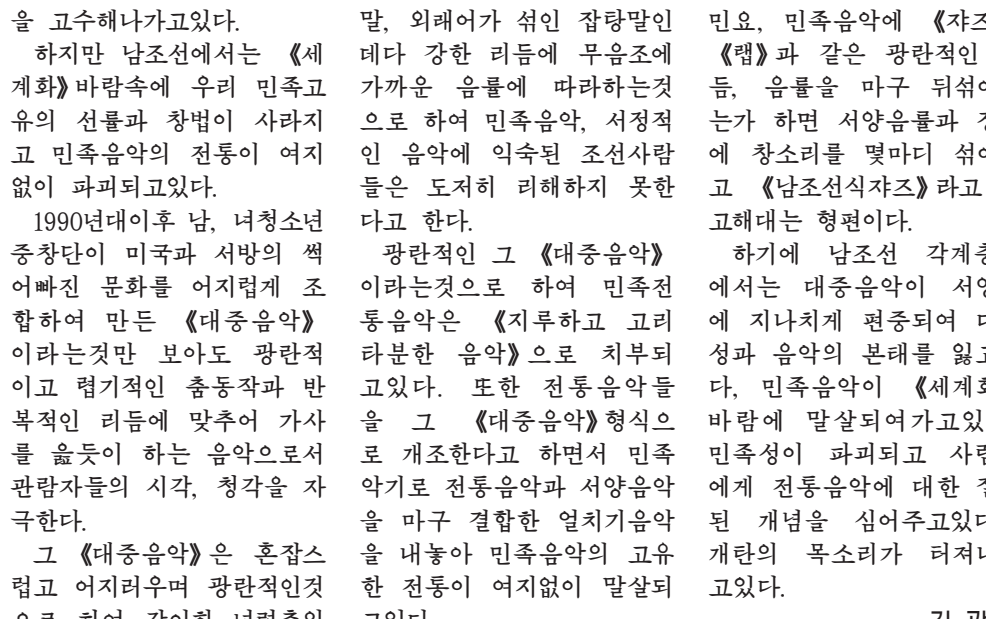 을 고수해나가고있다.
하지만 남조선에서는 《세
계화》바람속에 우리 민족고
유의 선률과 창법이 사라지
고 민족음악의 전통이 여지
없이 파괴되고있다.
1990년대이후 남, 녀청소년
중창단이 미국과 서방의 썩
어빠진 문화를 어지럽게 조
합하여 만든 《대중음악》
이라는것만 보아도 광란적
이고 렵기적인 춤동작과 반
복적인 리듬에 맞추어 가사
를 읊듯이 하는 음악으로서
관람자들의 시각, 청각을 자
극한다.
그 《대중음악》은 혼잡스
럽고 어지러우며 광란적인것
말, 외래어가 섞인 잡탕말인
데다 강한 리듬에 무음조에
가까운 음률에 따라하는것
으로 하여 민족음악, 서정적
인 음악에 익숙된 조선사람
들은 도저히 리해하지 못한
다고 한다.
광란적인 그 《대중음악》
이라는것으로 하여 민족전
통음악은 《지루하고 고리
타분한 음악》으로 치부되
고있다. 또한 전통음악들
을 그 《대중음악》형식으
로 개조한다고 하면서 민족
악기로 전통음악과 서양음악
을 마구 결합한 얼치기음악
을 내놓아 민족음악의 고유
한 전통이 여지없이 말살되
민요, 민족음악에 《쟈즈
《랩》과 같은 광란적인
듬, 음률을 마구 뒤섞
는가 하면 서양음률과
에 창소리를 몇마디
고 《남조선식쟈즈》라고
고해대는 형편이다.
하기에 남조선
에서는 대중음악이
에 지나치게 편중되여
성과 음악의 본태를
다, 민족음악이 《세계화
바람에 말살되여가고있
민족성이 파괴되고
에게 전통음악에 대한
된 개념을 심어주고있다
개탄의 목소리가
고있다.